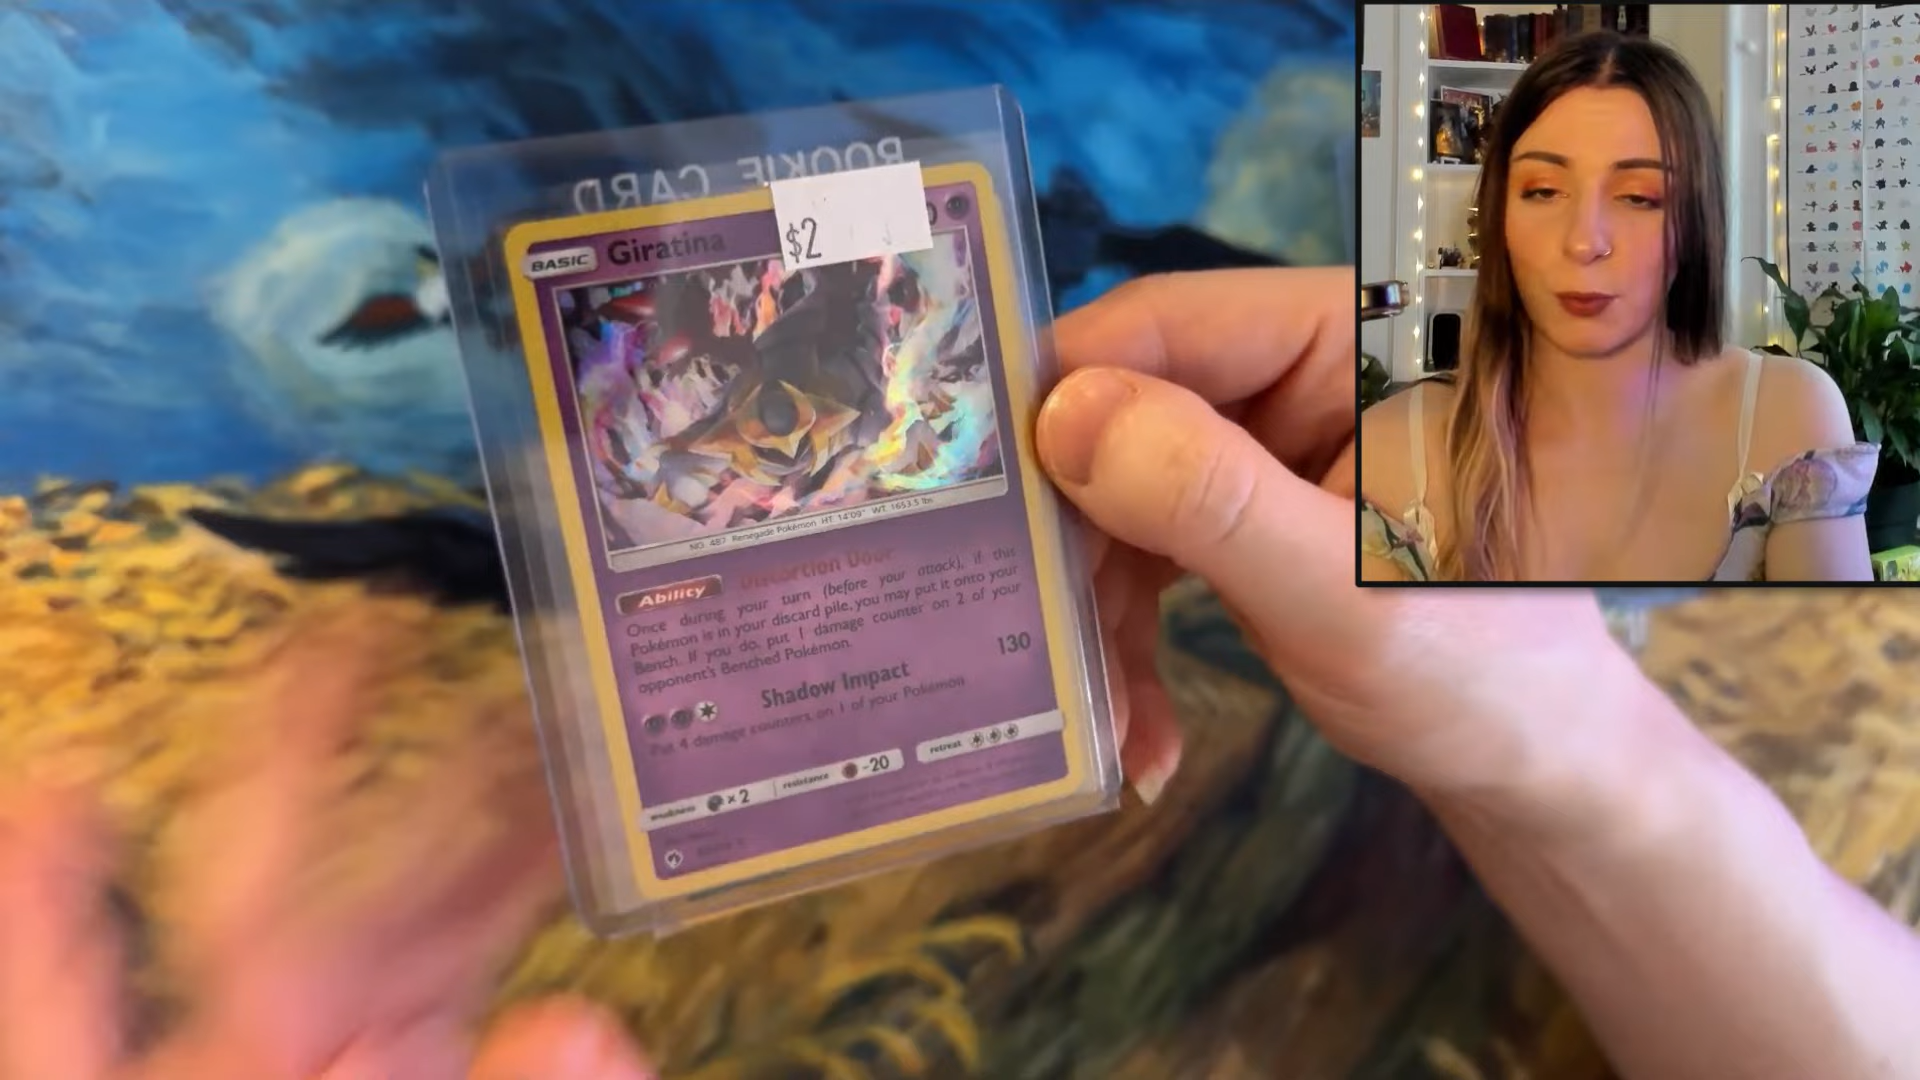 ROOKIE CARD
$2
BASIC Giratina
NO. 487 Renegade Pokémon HT: 14'09" WT: 1653.5 lbs.
Ability Distortion Door
Once during your turn (before your attack), if this
Pokémon is in your discard pile, you may put it onto your
Bench. If you do, put 1 damage counter on 2 of your
opponent's Benched Pokémon.
Shadow Impact 130
Put 4 damage counters on 1 of your Pokémon
weakness ×2 resistance -20 retreat